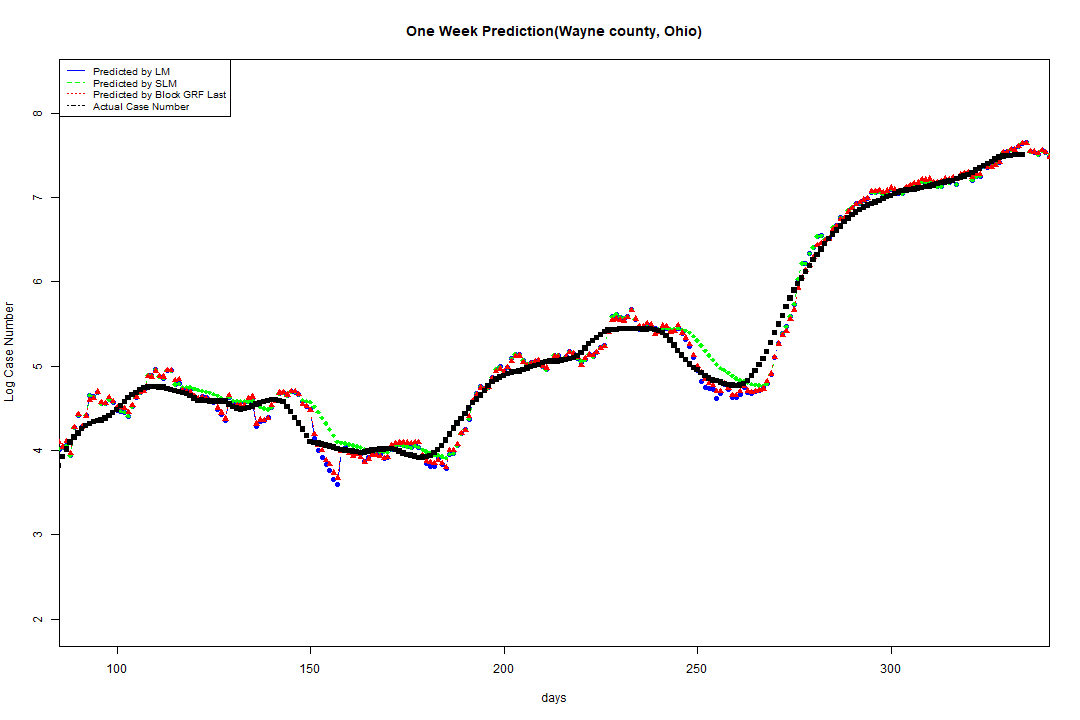 One Week Prediction(Wayne county, Ohio)
Predicted by LM
Predicted by SLM
Predicted by Block GRF Last
Actual Case Number
8
7
6
5
4
3
2
Log Case Number
100 150 200 250 300
days